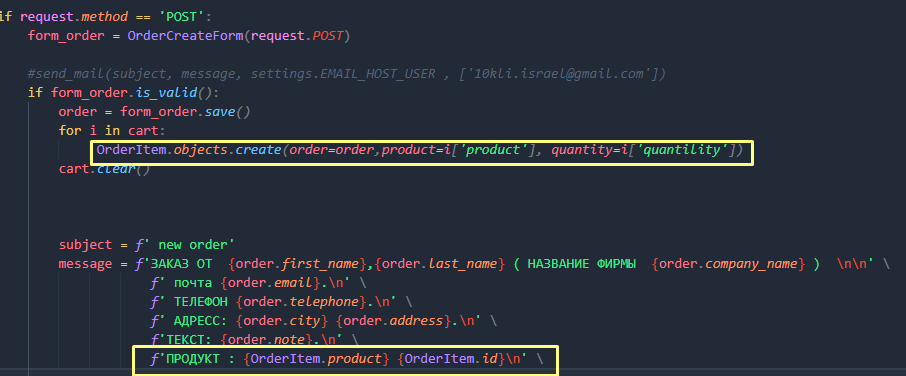 if request.method == 'POST':
form_order = OrderCreateForm(request.POST)
#send_mail(subject, message, settings.EMAIL_HOST_USER , ['10kli.israel@gmail.com'])
if form_order.is_valid():
order = form_order.save()
for i in cart:
OrderItem.objects.create(order=order,product=i['product'], quantity=i['quantility'])
cart.clear()
subject = f' new order'
message = f'ЗАКАЗ ОТ  {order.first_name},{order.last_name} ( НАЗВАНИЕ ФИРМЫ  {order.company_name} )  \n\n' \
f' почта {order.email}.\n' \
f' ТЕЛЕФОН {order.telephone}.\n' \
f' АДРЕСС: {order.city} {order.address}.\n' \
f'ТЕКСТ: {order.note}.\n' \
f'ПРОДУКТ : {OrderItem.product} {OrderItem.id}\n' \